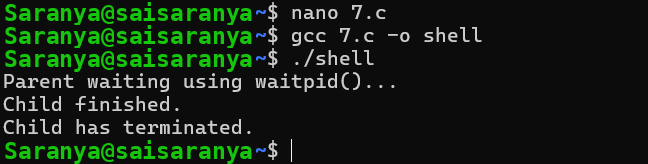 Saranya@saisaranya~$ nano 7.c
Saranya@saisaranya~$ gcc 7.c -o shell
Saranya@saisaranya~$ ./shell
Parent waiting using waitpid()...
Child finished.
Child has terminated.
Saranya@saisaranya~$